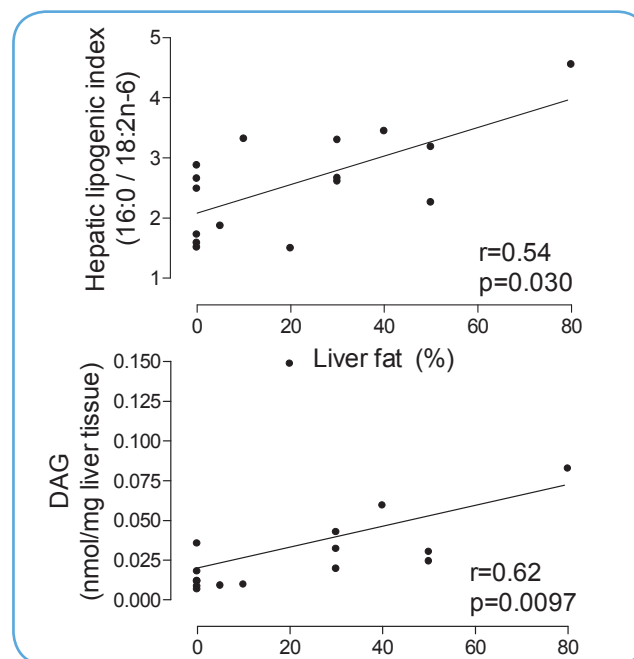 Hepatic lipogenic index
(16:0 / 18:2n-6)
5
4
3
2
1
r=0.54
p=0.030
0 20 40 60 80
Liver fat (%)
DAG
(nmol/mg liver tissue)
0.150
0.125
0.100
0.075
0.050
0.025
0.000
r=0.62
p=0.0097
0 20 40 60 80